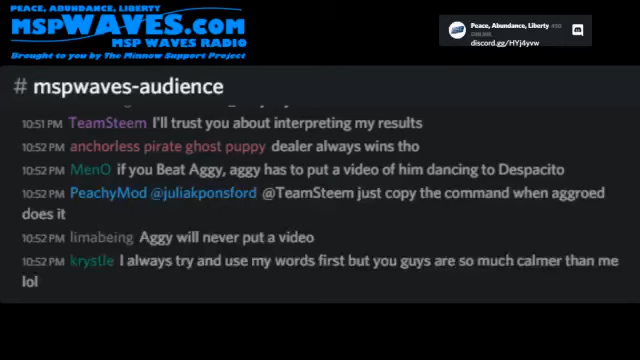 PEACE, ABUNDANCE, LIBERTY
MSPWAVES.COM
MSP WAVES RADIO
Brought to you by The Minnow Support Project
Peace, Abundance, Liberty
discord.gg/HYj4yvw
# mspwaves-audience
10:51 PM TeamSteem I'll trust you about interpreting my results
10:52 PM anchorless pirate ghost puppy dealer always wins tho
10:52 PM MenO if you Beat Aggy, aggy has to put a video of him dancing to Despacito
10:52 PM PeachyMod @juliakponsford @TeamSteem just copy the command when aggroed
does it
10:52 PM limabeing Aggy will never put a video
10:52 PM krystle I always try and use my words first but you guys are so much calmer than me
lol